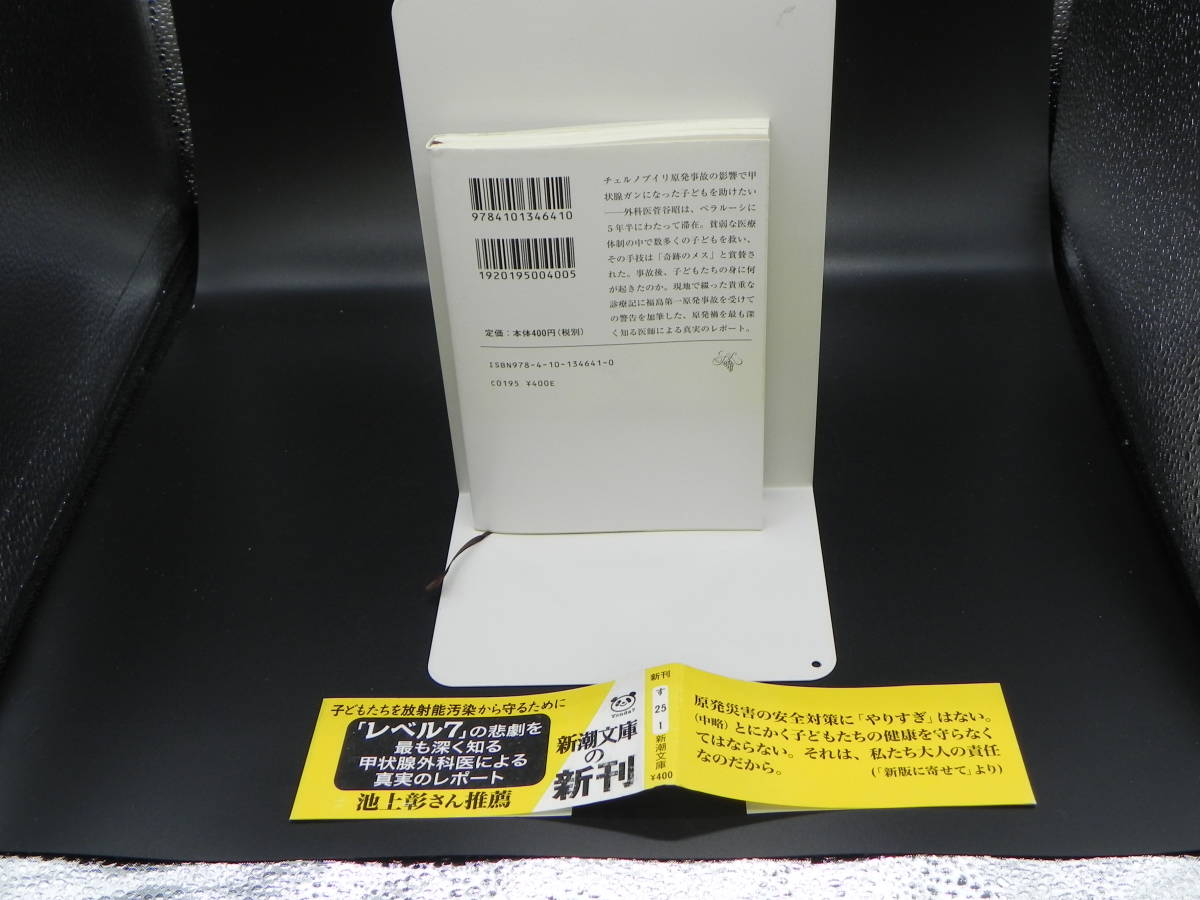 9784101346410
1920195004005
定価:本体400円(税別)
チェルノブイリ原発事故の影響で甲
状腺ガンになった子どもを助けたい
――外科医菅谷昭は、ベラルーシに
5年半にわたって滞在。貧弱な医療
体制の中で数多くの子どもを救い、
その手技は「奇跡のメス」と賞賛さ
れた。事故後、子どもたちの身に何
が起きたのか。現地で綴った貴重な
診療記に福島第一原発事故を受けて
の警告を加筆した、原発禍を最も深
く知る医師による真実のレポート。
ISBN978-4-10-134641-0
C0195 ¥400E
子どもたちを放射能汚染から守るために
「レベル7」の悲劇を
最も深く知る
甲状腺外科医による
真実のレポート
池上彰さん推薦
Yonda?
新潮文庫
の
新刊
新刊
す
25
1
新潮文庫
¥400
原発災害の安全対策に「やりすぎ」はない。
(中略)とにかく子どもたちの健康を守らなく
てはならない。それは、私たち大人の責任
なのだから。
(「新版に寄せて」より)